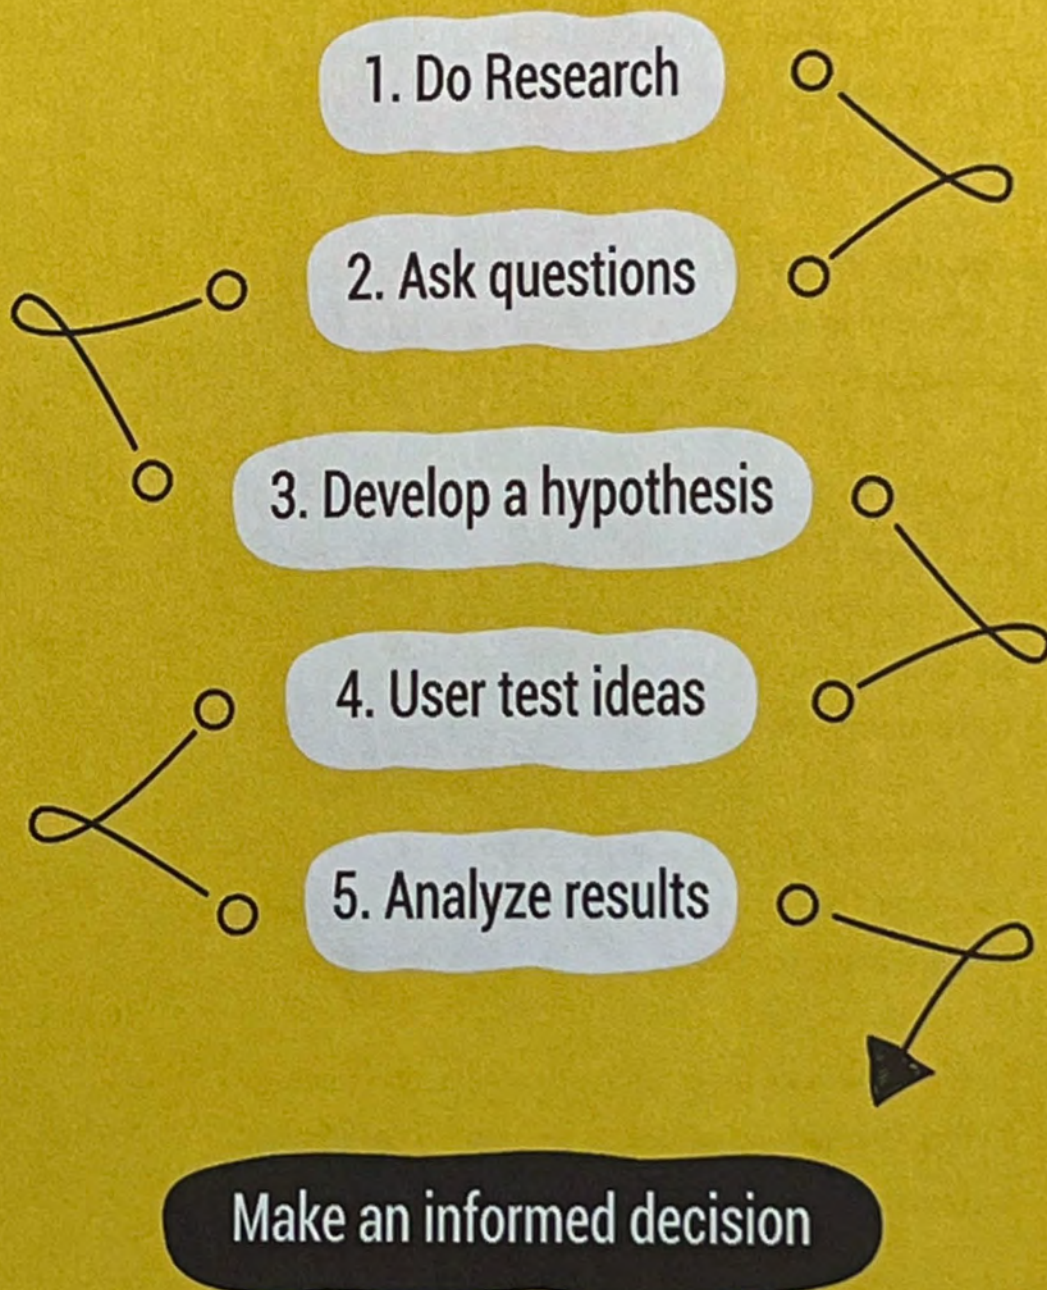 1. Do Research
2. Ask questions
3. Develop a hypothesis
4. User test ideas
5. Analyze results
Make an informed decision